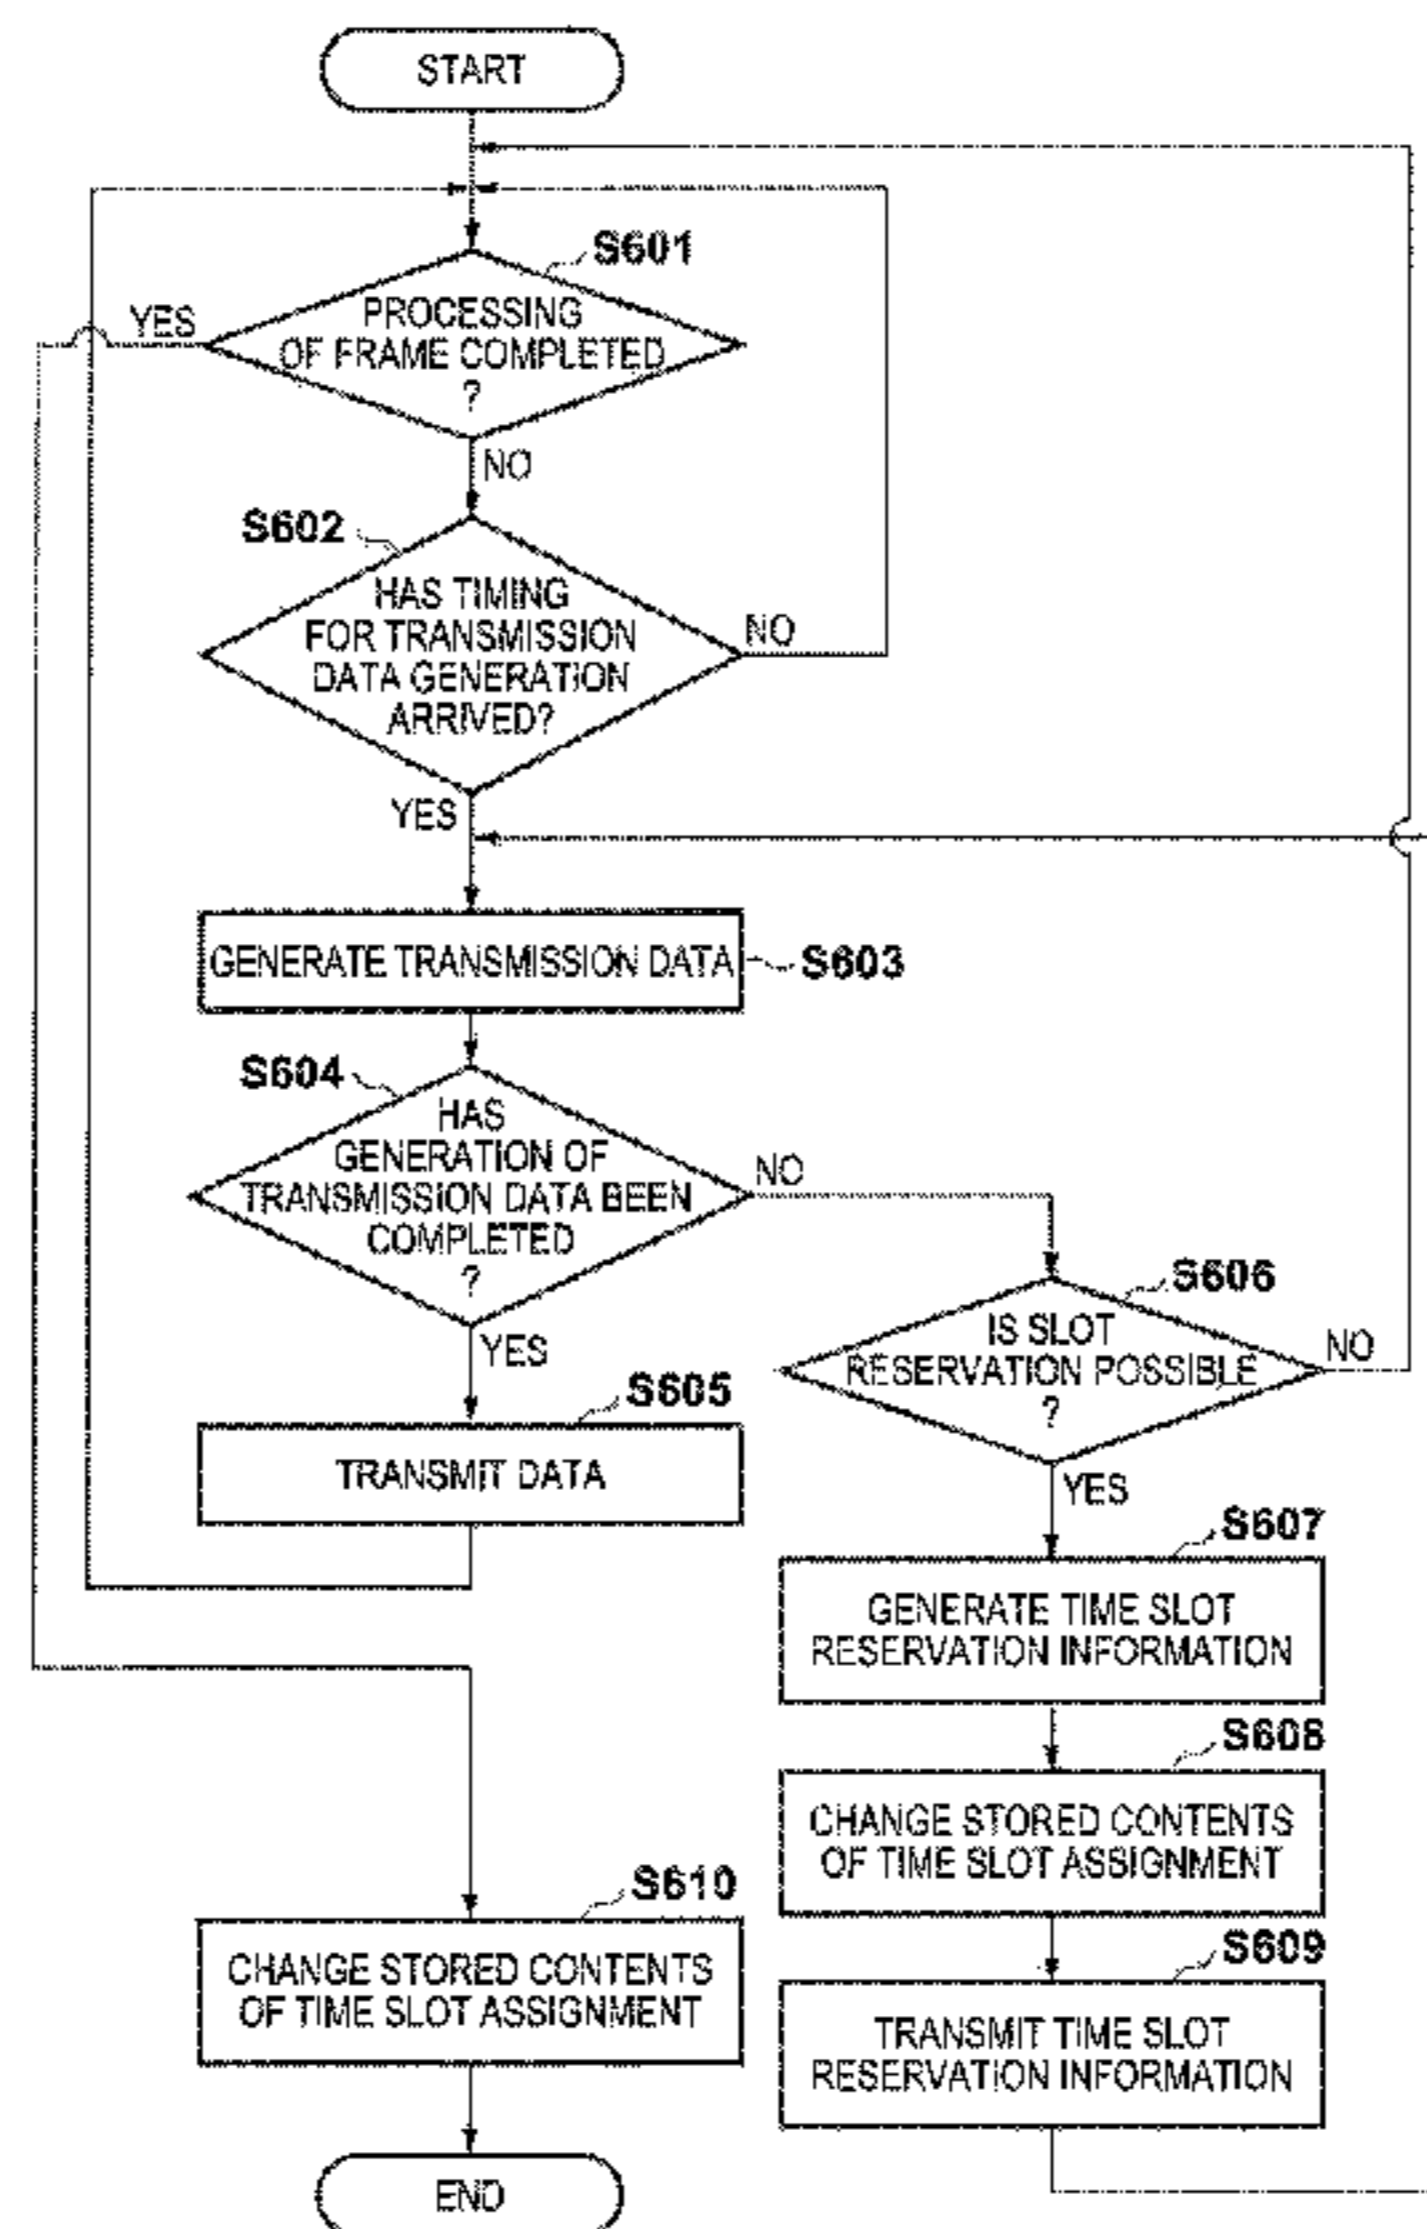 START
S601
YES
PROCESSING
OF FRAME COMPLETED
?
NO
S602
HAS TIMING
FOR TRANSMISSION
DATA GENERATION
ARRIVED?
NO
YES
GENERATE TRANSMISSION DATA
S603
S604
HAS
GENERATION OF
TRANSMISSION DATA BEEN
COMPLETED
?
NO
YES
S605
TRANSMIT DATA
S606
IS SLOT
RESERVATION POSSIBLE
?
NO
YES
S607
GENERATE TIME SLOT
RESERVATION INFORMATION
S608
CHANGE STORED CONTENTS
OF TIME SLOT ASSIGNMENT
S609
TRANSMIT TIME SLOT
RESERVATION INFORMATION
S610
CHANGE STORED CONTENTS
OF TIME SLOT ASSIGNMENT
END